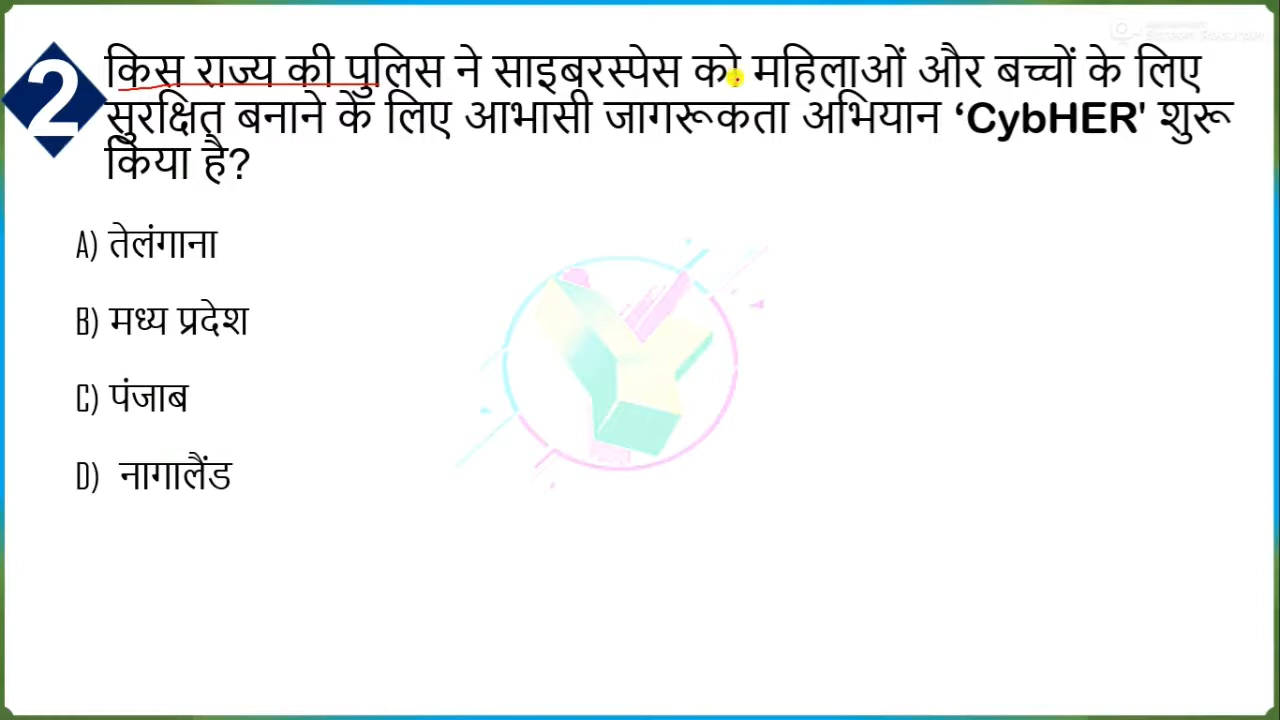 2
किस राज्य की पुलिस ने साइबरस्पेस को महिलाओं और बच्चों के लिए
सुरक्षित बनाने के लिए आभासी जागरूकता अभियान ‘CybHER' शुरू
किया है?
A) तेलंगाना
B) मध्य प्रदेश
C) पंजाब
D) नागालैंड